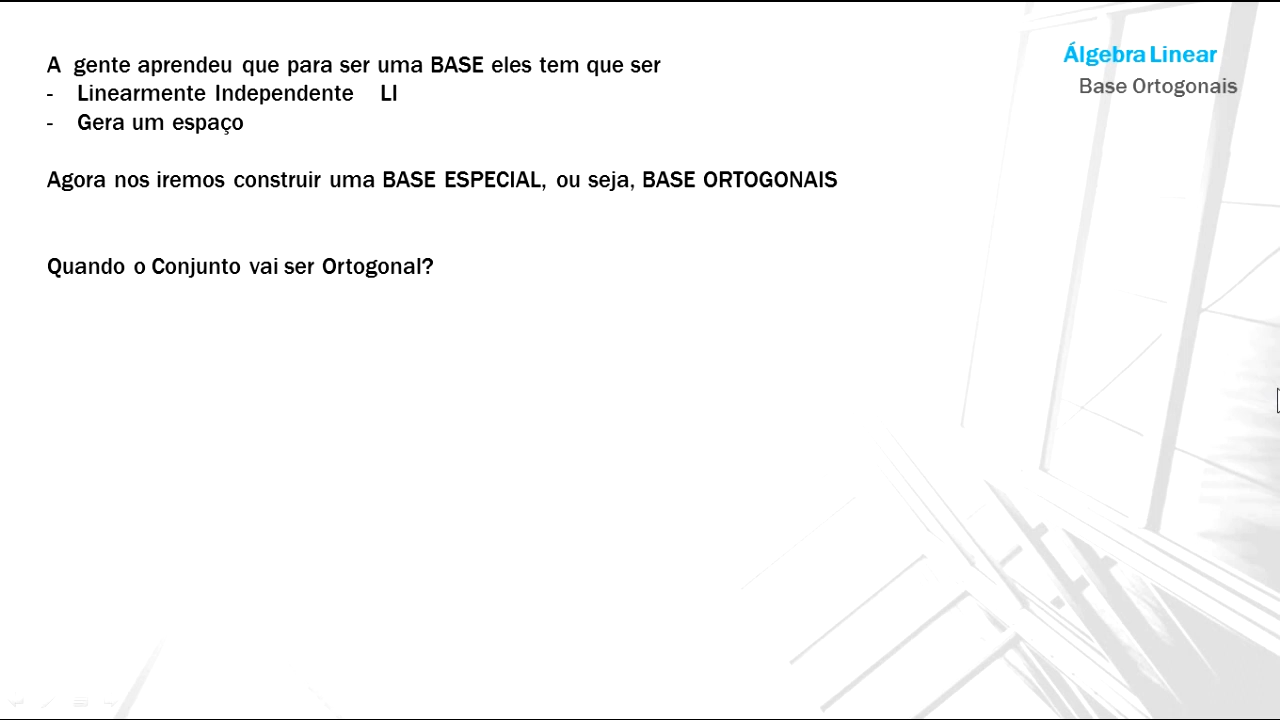 Álgebra Linear
Base Ortogonais
A gente aprendeu que para ser uma BASE eles tem que ser
- Linearmente Independente LI
- Gera um espaço
Agora nos iremos construir uma BASE ESPECIAL, ou seja, BASE ORTOGONAIS
Quando o Conjunto vai ser Ortogonal?